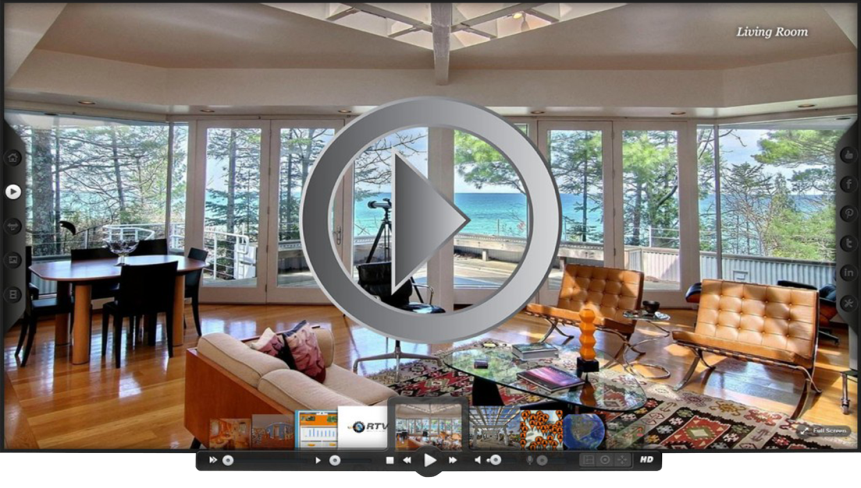 Living Room
RTV
Full Screen
HD